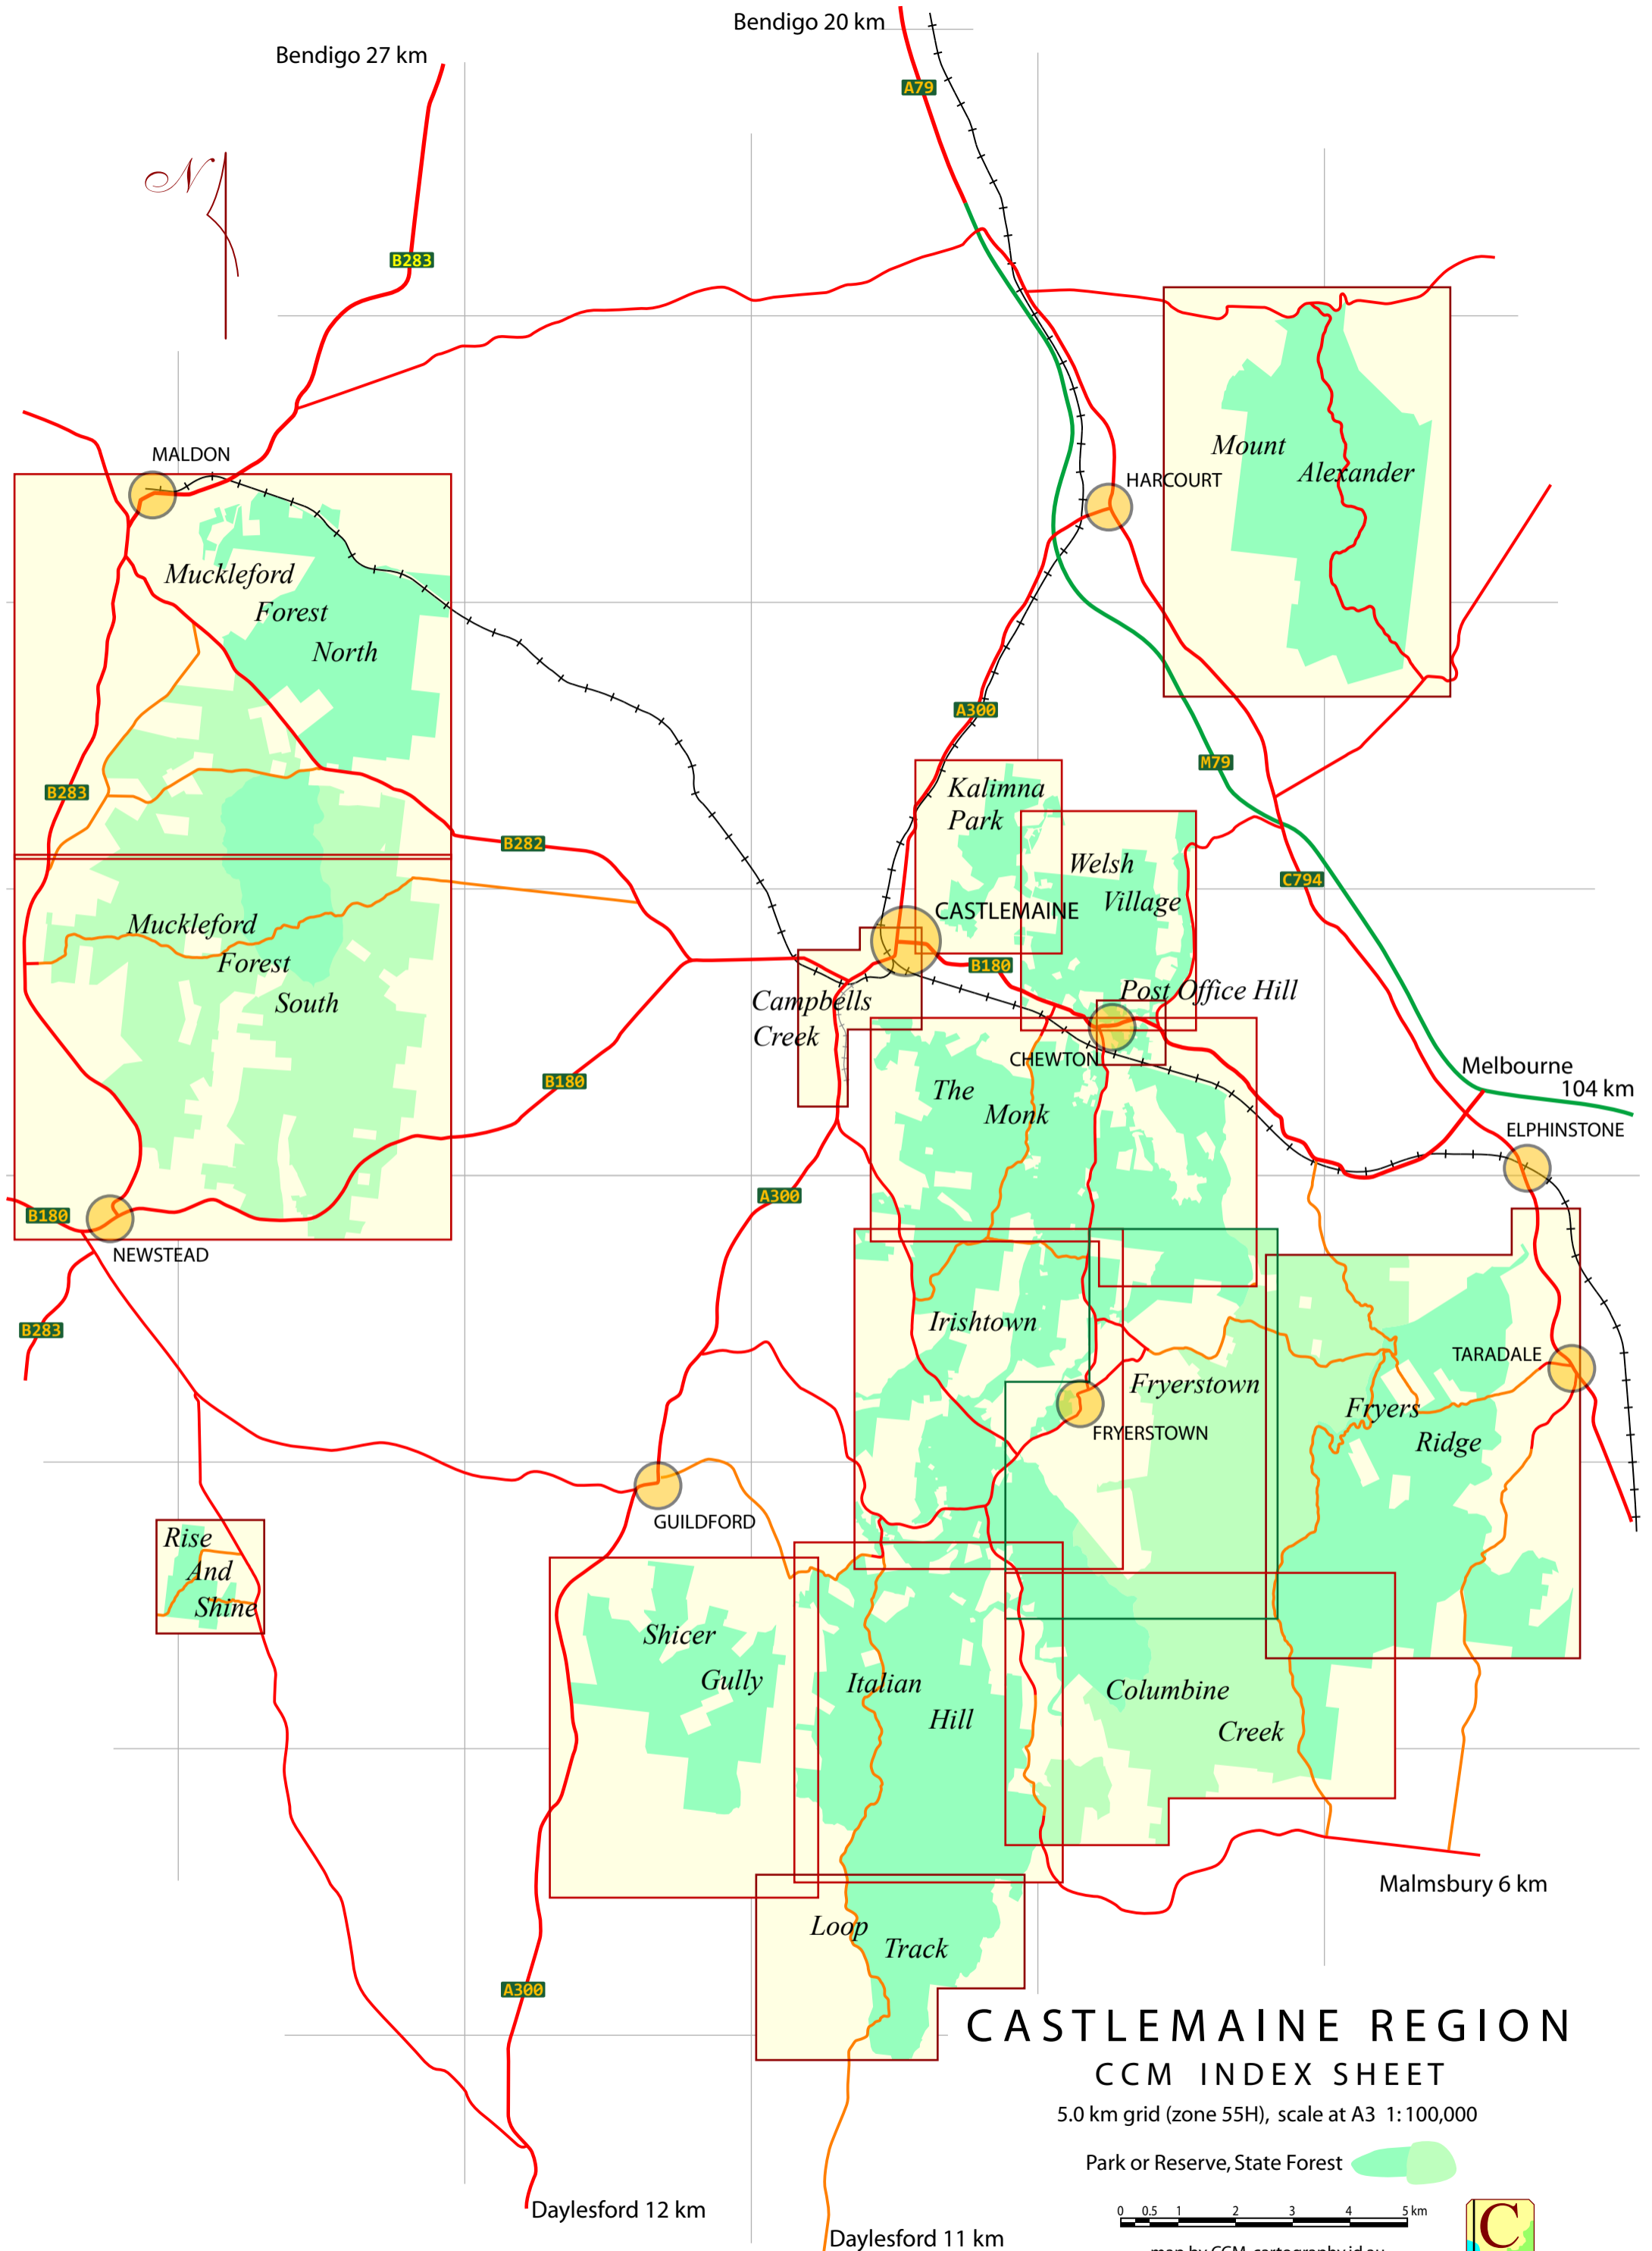 Bendigo 20 km
Bendigo 27 km
A79
N
B283
MALDON
HARCOURT
Mount
Alexander
Muckleford
Forest
North
A300
M79
B283
Kalimna
Park
B282
Welsh
Village
C794
CASTLEMAINE
Muckleford
Forest
South
B180
Post Office Hill
Campbells
Creek
CHEWTON
Melbourne
104 km
B180
The
Monk
ELPHINSTONE
A300
B180
NEWSTEAD
B283
Irishtown
TARADALE
Fryerstown
FRYERSTOWN
Fryers
Ridge
GUILDFORD
Rise
And
Shine
Shicer
Gully
Italian
Hill
Columbine
Creek
Malmsbury 6 km
Loop
Track
A300
CASTLEMAINE REGION
CCM INDEX SHEET
5.0 km grid (zone 55H), scale at A3 1:100,000
Park or Reserve, State Forest
0 0.5 1 2 3 4 5 km
C
Daylesford 12 km
Daylesford 11 km